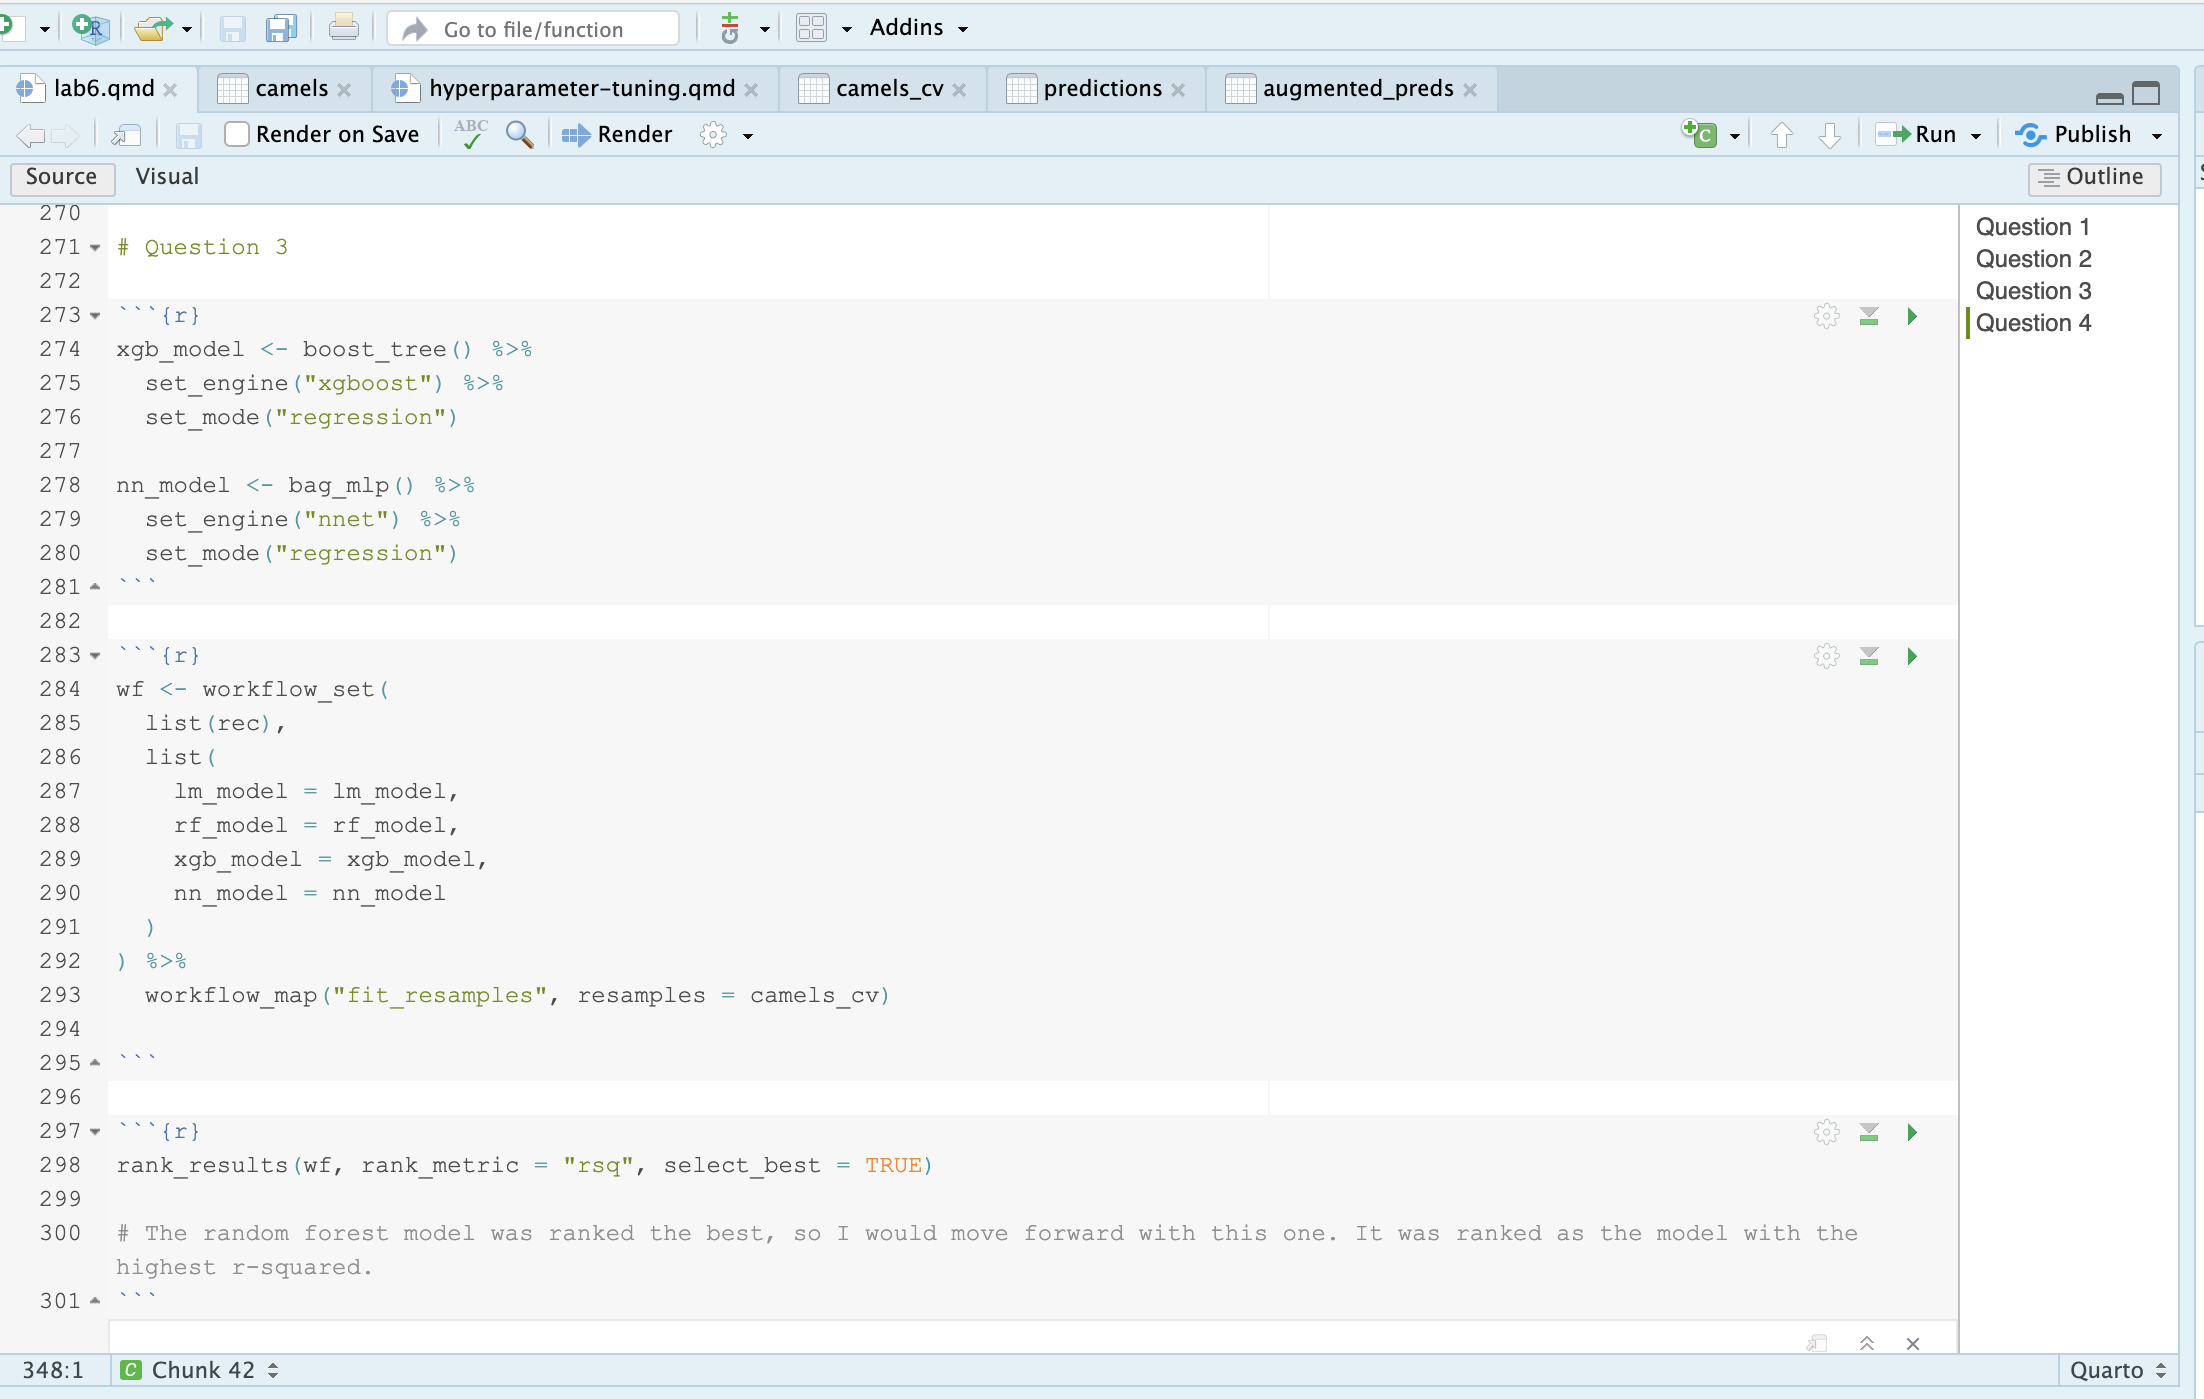 Go to file/function
Addins
lab6.qmd
camels
hyperparameter-tuning.qmd
camels_cv
predictions
augmented_preds
Render on Save
ABC
Render
Run
Publish
Source
Visual
Outline
270
271 # Question 3
272
273 ```{r}
274 xgb_model <- boost_tree() %>%
275 set_engine("xgboost") %>%
276 set_mode("regression")
277
278 nn_model <- bag_mlp() %>%
279 set_engine("nnet") %>%
280 set_mode("regression")
281 ```
282
283 ```{r}
284 wf <- workflow_set(
285 list(rec),
286 list(
287 lm_model = lm_model,
288 rf_model = rf_model,
289 xgb_model = xgb_model,
290 nn_model = nn_model
291 )
292 ) %>%
293 workflow_map("fit_resamples", resamples = camels_cv)
294
295 ```
296
297 ```{r}
298 rank_results(wf, rank_metric = "rsq", select_best = TRUE)
299
300 # The random forest model was ranked the best, so I would move forward with this one. It was ranked as the model with the
highest r-squared.
301 ```
Question 1
Question 2
Question 3
Question 4
348:1
C Chunk 42
Quarto